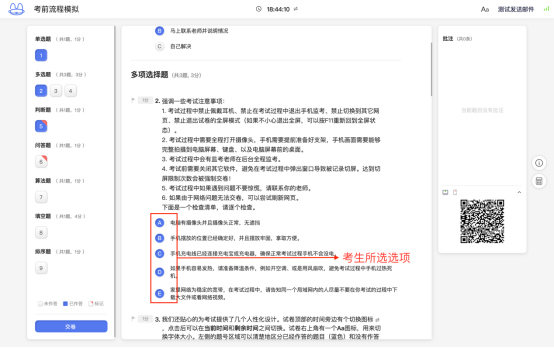 考前流程模拟
18:44:10
Aa 测试发送邮件
单选题 (共1题, 1分)
1
多选题 (共3题, 3分)
2 3 4
判断题 (共1题, 1分)
5
问答题 (共1题, 1分)
6
算法题 (共1题, 1分)
7
填空题 (共1题, 4分)
8
排序题 (共1题, 1分)
9
未作答 已作答 标记
交卷
B 马上联系老师并说明情况
C 自己解决
多项选择题 (共3题, 3分)
1分 2. 强调一些考试注意事项:
1. 考试过程中禁止佩戴耳机、禁止在考试过程中退出手机监考、禁止切换到其它网
页、禁止退出试卷的全屏模式(如果不小心退出全屏,可以按F11重新回到全屏状
态)。
2. 考试过程中需要全程打开摄像头,手机需要提前准备好支架,手机画面需要能够
完整拍摄到电脑屏幕、键盘、以及电脑屏幕前的桌面。
3. 考试过程中会有监考老师在后台全程监考。
4. 考试前需要关闭其它软件,避免在考试过程中弹出窗口导致被记录切屏。达到切
屏限制次数会被强制交卷!
5. 考试过程中如果遇到问题不要惊慌,请联系你的老师。
6. 如果由于网络问题无法交卷,可以尝试刷新网页。
下面是一个检查清单,请逐个检查。
A 电脑有摄像头并且摄像头正常、无遮挡
B 手机摆放的位置已经确定好,并且摆放牢固,拿取方便。
C 手机充电线已经连接充电宝或充电器,确保正常考试过程手机不会没电。
考生所选选项
D 如果手机容易发热,请准备降温条件,例如开空调、或是用风扇吹,避免考试过程中手机过热死
机。
E 家里网络为稳定的宽带,在考试过程中,请告知同一个局域网内的人尽量不要在你考试的过程中下
载大文件或看网络视频。
1分 3. 我们还贴心的为考试提供了几个人性化设计。试卷顶部的时间旁边有个切换图标
,点击后可以在当前时间和剩余时间之间切换。试卷右上角有一个Aa图标,用来切
换字体大小。左侧的题号区域可以清楚地区分已经作答的题目(蓝色)和没有作答
批注 (共0条)
当前题目没有批注